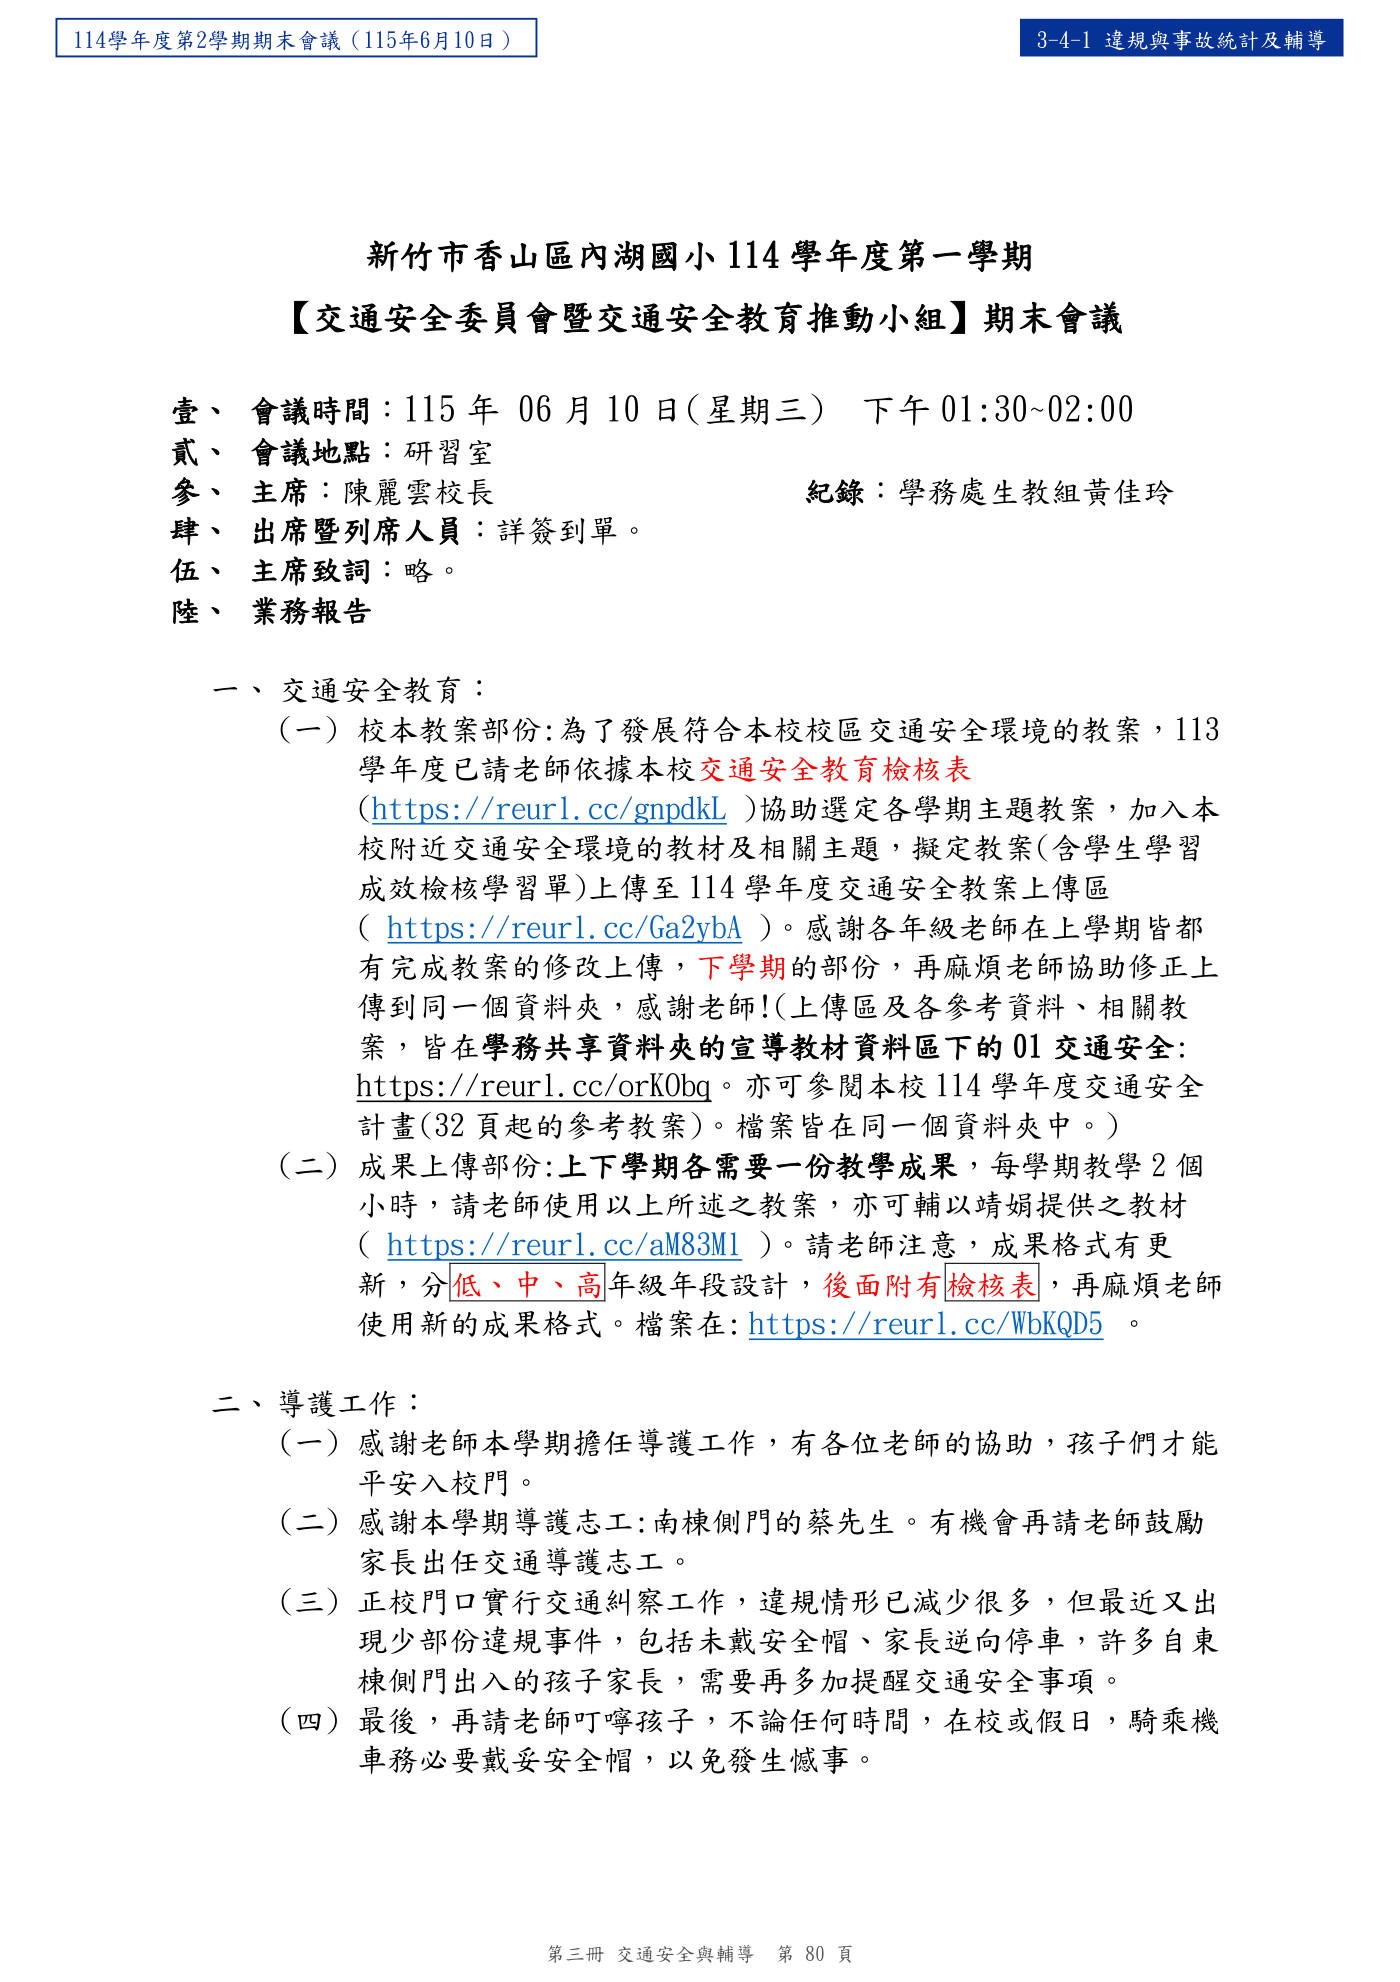 114學年度第2學期期末會議（115年6月10日）
3-4-1 違規與事故統計及輔導
新竹市香山區內湖國小 114 學年度第一學期
【交通安全委員會暨交通安全教育推動小組】期末會議
壹、 會議時間：115 年 06 月 10 日(星期三) 下午 01:30~02:00
貳、 會議地點：研習室
參、 主席：陳麗雲校長 紀錄：學務處生教組黃佳玲
肆、 出席暨列席人員：詳簽到單。
伍、 主席致詞：略。
陸、 業務報告
一、 交通安全教育：
(一) 校本教案部份:為了發展符合本校校區交通安全環境的教案，113
學年度已請老師依據本校交通安全教育檢核表
(https://reurl.cc/gnpdkL )協助選定各學期主題教案，加入本
校附近交通安全環境的教材及相關主題，擬定教案(含學生學習
成效檢核學習單)上傳至 114 學年度交通安全教案上傳區
( https://reurl.cc/Ga2ybA )。感謝各年級老師在上學期皆都
有完成教案的修改上傳，下學期的部份，再麻煩老師協助修正上
傳到同一個資料夾，感謝老師!(上傳區及各參考資料、相關教
案，皆在學務共享資料夾的宣導教材資料區下的 01 交通安全:
https://reurl.cc/orKObq。亦可參閱本校 114 學年度交通安全
計畫(32 頁起的參考教案)。檔案皆在同一個資料夾中。)
(二) 成果上傳部份:上下學期各需要一份教學成果，每學期教學 2 個
小時，請老師使用以上所述之教案，亦可輔以靖娟提供之教材
( https://reurl.cc/aM83M1 )。請老師注意，成果格式有更
新，分低、中、高年級年段設計，後面附有檢核表，再麻煩老師
使用新的成果格式。檔案在: https://reurl.cc/WbKQD5 。
二、 導護工作：
(一) 感謝老師本學期擔任導護工作，有各位老師的協助，孩子們才能
平安入校門。
(二) 感謝本學期導護志工:南棟側門的蔡先生。有機會再請老師鼓勵
家長出任交通導護志工。
(三) 正校門口實行交通糾察工作，違規情形已減少很多，但最近又出
現少部份違規事件，包括未戴安全帽、家長逆向停車，許多自東
棟側門出入的孩子家長，需要再多加提醒交通安全事項。
(四) 最後，再請老師叮嚀孩子，不論任何時間，在校或假日，騎乘機
車務必要戴妥安全帽，以免發生憾事。
第三冊 交通安全與輔導 第 80 頁